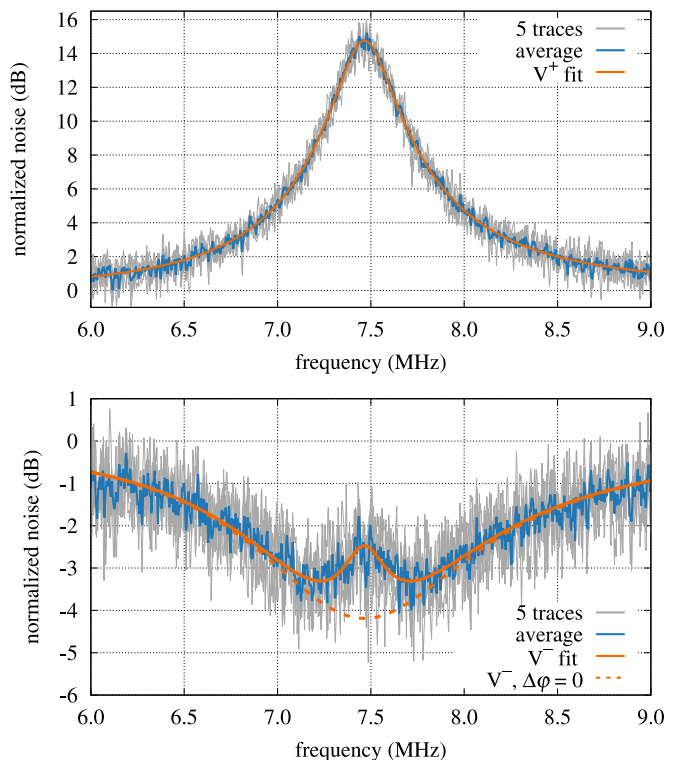 16
14
12
10
8
6
4
2
0
normalized noise (dB)
5 traces
average
V⁺ fit
6.0 6.5 7.0 7.5 8.0 8.5 9.0
frequency (MHz)
1
0
-1
-2
-3
-4
-5
-6
normalized noise (dB)
5 traces
average
V⁻ fit
V⁻, Δφ = 0
6.0 6.5 7.0 7.5 8.0 8.5 9.0
frequency (MHz)